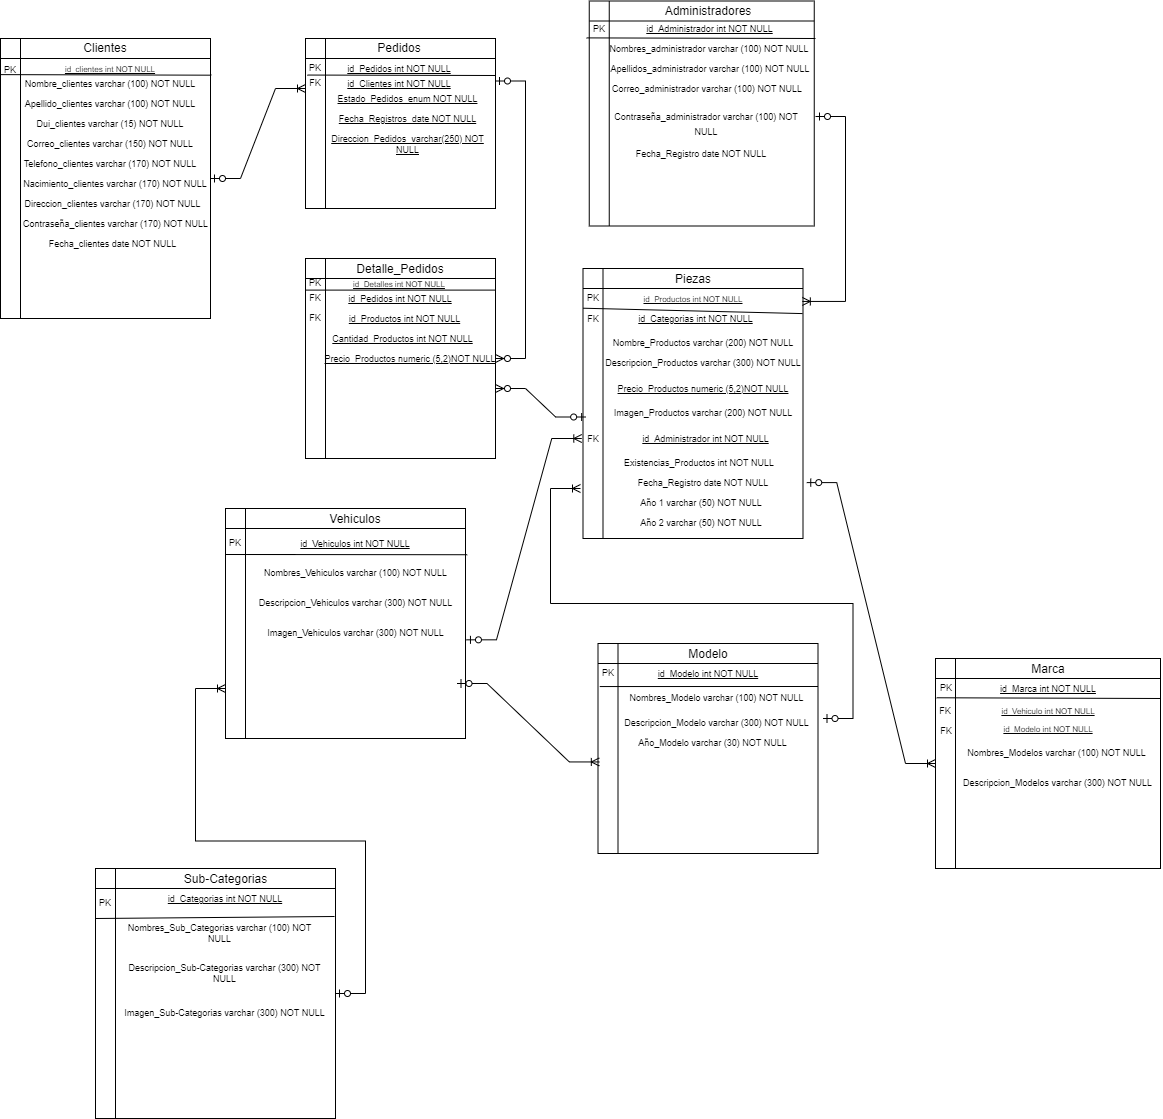 Clientes
PK
id_clientes int NOT NULL
Nombre_clientes varchar (100) NOT NULL
Apellido_clientes varchar (100) NOT NULL
Dui_clientes varchar (15) NOT NULL
Correo_clientes varchar (150) NOT NULL
Telefono_clientes varchar (170) NOT NULL
Nacimiento_clientes varchar (170) NOT NULL
Direccion_clientes varchar (170) NOT NULL
Contraseña_clientes varchar (170) NOT NULL
Fecha_clientes date NOT NULL
Pedidos
PK
id_Pedidos int NOT NULL
FK
id_Clientes int NOT NULL
Estado_Pedidos_enum NOT NULL
Fecha_Registros_date NOT NULL
Direccion_Pedidos_varchar(250) NOT
NULL
Administradores
PK
id_Administrador int NOT NULL
Nombres_administrador varchar (100) NOT NULL
Apellidos_administrador varchar (100) NOT NULL
Correo_administrador varchar (100) NOT NULL
Contraseña_administrador varchar (100) NOT
NULL
Fecha_Registro date NOT NULL
Detalle_Pedidos
PK
id_Detalles int NOT NULL
FK
id_Pedidos int NOT NULL
FK
id_Productos int NOT NULL
Cantidad_Productos int NOT NULL
Precio_Productos numeric (5,2)NOT NULL
Piezas
PK
id_Productos int NOT NULL
FK
id_Categorias int NOT NULL
Nombre_Productos varchar (200) NOT NULL
Descripcion_Productos varchar (300) NOT NULL
Precio_Productos numeric (5,2)NOT NULL
Imagen_Productos varchar (200) NOT NULL
FK
id_Administrador int NOT NULL
Existencias_Productos int NOT NULL
Fecha_Registro date NOT NULL
Año 1 varchar (50) NOT NULL
Año 2 varchar (50) NOT NULL
Vehiculos
PK
id_Vehiculos int NOT NULL
Nombres_Vehiculos varchar (100) NOT NULL
Descripcion_Vehiculos varchar (300) NOT NULL
Imagen_Vehiculos varchar (300) NOT NULL
Modelo
PK
id_Modelo int NOT NULL
Nombres_Modelo varchar (100) NOT NULL
Descripcion_Modelo varchar (300) NOT NULL
Año_Modelo varchar (30) NOT NULL
Marca
PK
id_Marca int NOT NULL
FK
id_Vehiculo int NOT NULL
FK
id_Modelo int NOT NULL
Nombres_Modelos varchar (100) NOT NULL
Descripcion_Modelos varchar (300) NOT NULL
Sub-Categorias
PK
id_Categorias int NOT NULL
Nombres_Sub_Categorias varchar (100) NOT
NULL
Descripcion_Sub-Categorias varchar (300) NOT
NULL
Imagen_Sub-Categorias varchar (300) NOT NULL